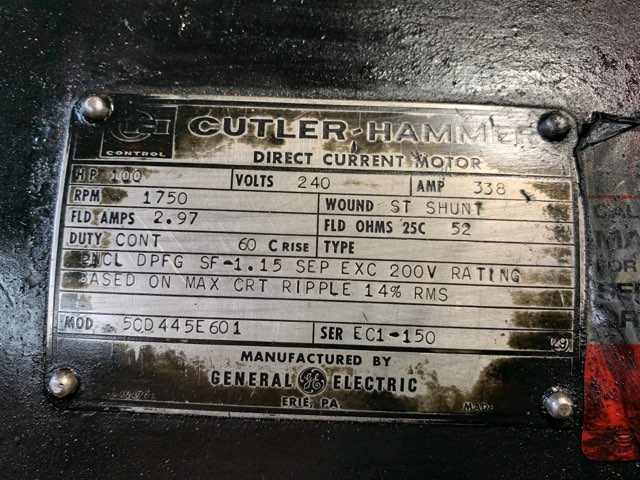 CUTLER-HAMMER
CONTROL
DIRECT CURRENT MOTOR
HP 100 VOLTS 240 AMP 338
RPM 1750 WOUND ST SHUNT
FLD AMPS 2.97 FLD OHMS 25C 52
DUTY CONT 60 C RISE TYPE
ENCL DPFG SF-1.15 SEP EXC 200V RATING
BASED ON MAX CRT RIPPLE 14% RMS
MOD 5CD445E601 SER EC1-150 29
MANUFACTURED BY
GENERAL GE ELECTRIC
ERIE, PA.
MADE